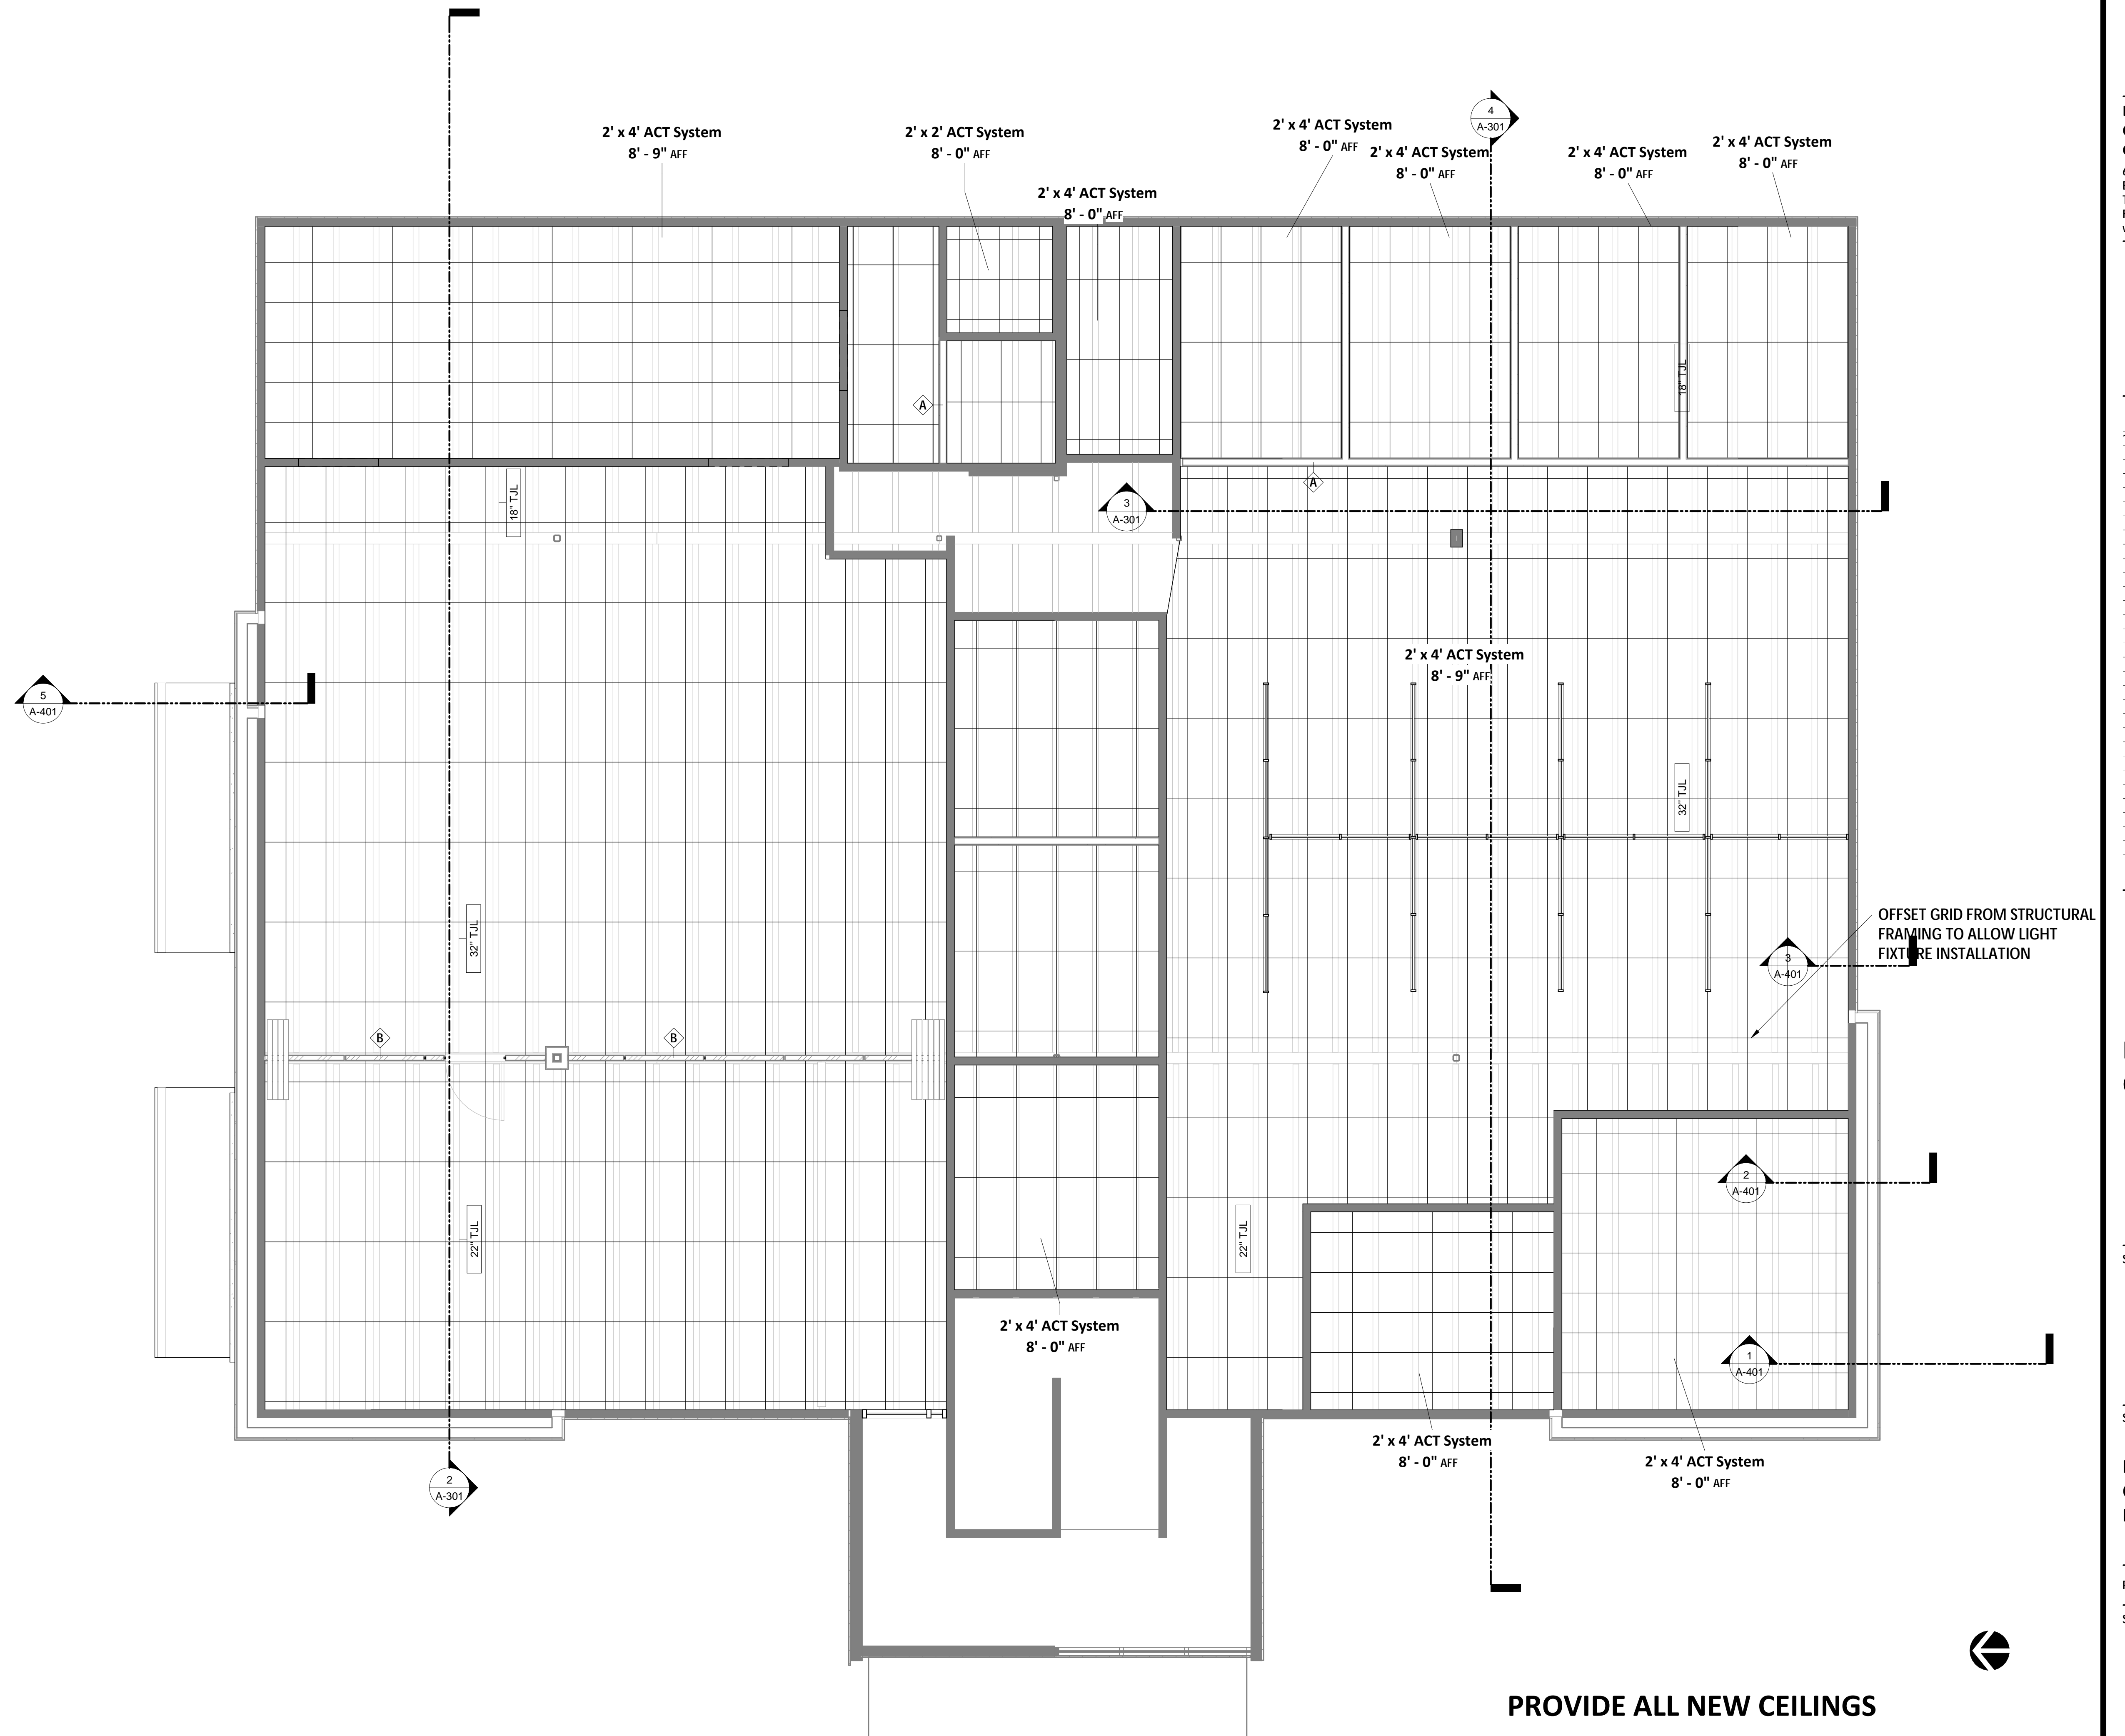 4
A-301
2' x 4' ACT System
8' - 9" AFF
2' x 2' ACT System
8' - 0" AFF
2' x 4' ACT System
8' - 0" AFF
2' x 4' ACT System
8' - 0" AFF
2' x 4' ACT System
8' - 0" AFF
2' x 4' ACT System
8' - 0" AFF
2' x 4' ACT System
8' - 0" AFF
18" TJL
A
A
18" TJL
3
A-301
2' x 4' ACT System
8' - 9" AFF
5
A-401
32" TJL
32" TJL
OFFSET GRID FROM STRUCTURAL
FRAMING TO ALLOW LIGHT
FIXTURE INSTALLATION
3
A-401
B
B
2
A-401
22" TJL
22" TJL
2' x 4' ACT System
8' - 0" AFF
1
A-401
2' x 4' ACT System
8' - 0" AFF
2' x 4' ACT System
8' - 0" AFF
2
A-301
PROVIDE ALL NEW CEILINGS